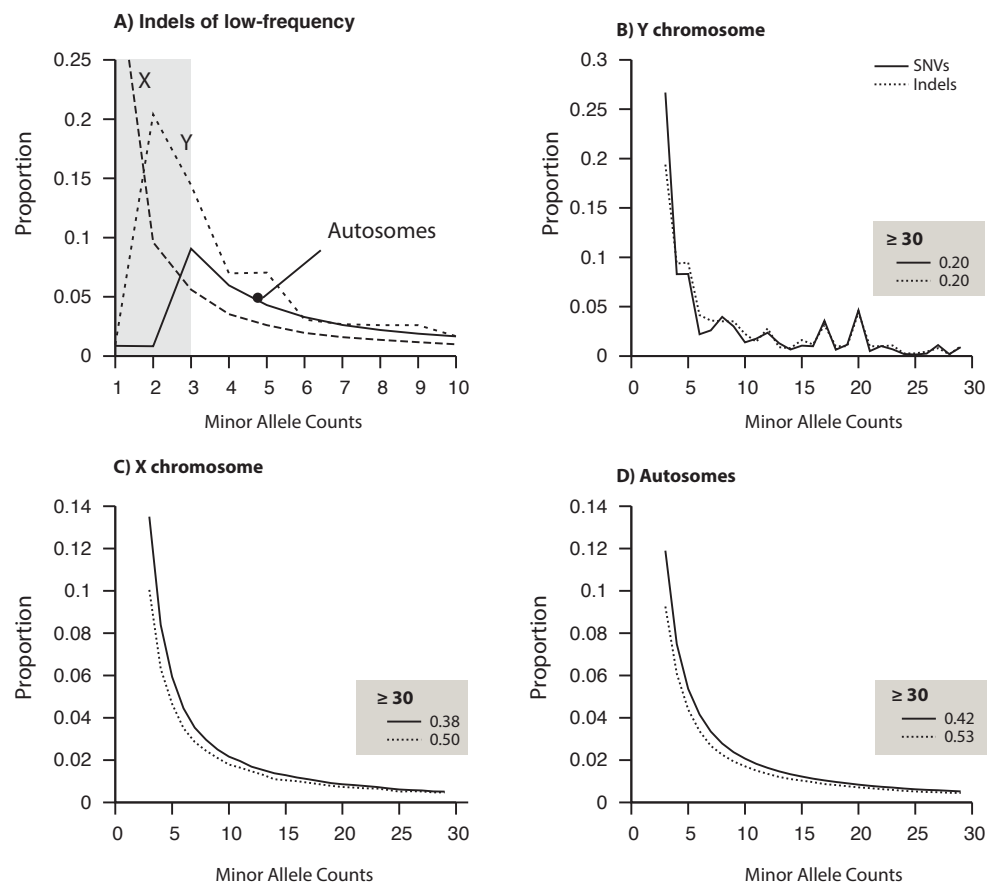 A) Indels of low-frequency
0.25
0.2
0.15
0.1
0.05
0
Proportion
X
Y
Autosomes
1 2 3 4 5 6 7 8 9 10
Minor Allele Counts
B) Y chromosome
0.3
0.25
0.2
0.15
0.1
0.05
0
Proportion
SNVs
Indels
≥ 30
0.20
0.20
0 5 10 15 20 25 30
Minor Allele Counts
C) X chromosome
0.14
0.12
0.1
0.08
0.06
0.04
0.02
0
Proportion
≥ 30
0.38
0.50
0 5 10 15 20 25 30
Minor Allele Counts
D) Autosomes
0.14
0.12
0.1
0.08
0.06
0.04
0.02
0
Proportion
≥ 30
0.42
0.53
0 5 10 15 20 25 30
Minor Allele Counts